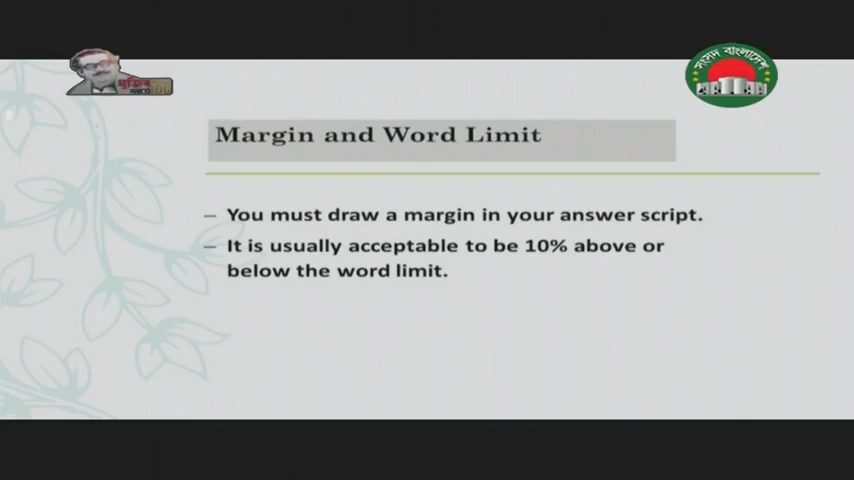 মুজিব
সংসদ বাংলাদেশ
Margin and Word Limit
– You must draw a margin in your answer script.
– It is usually acceptable to be 10% above or
below the word limit.